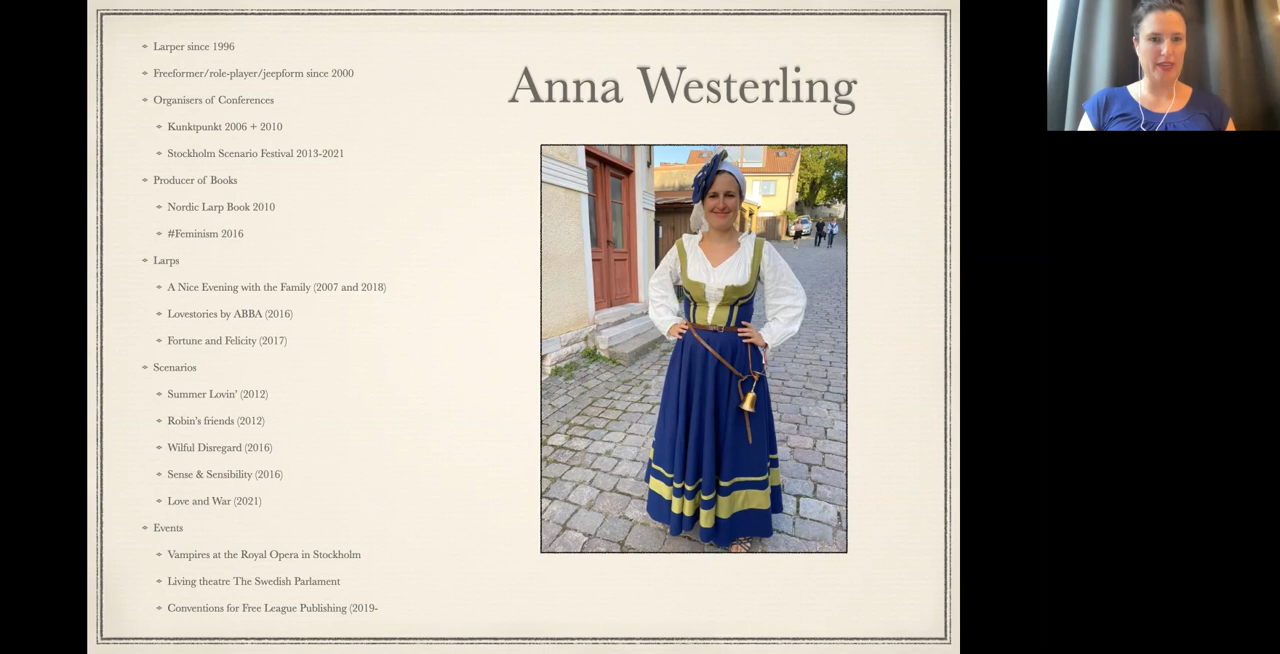 Larper since 1996
Freeformer/role-player/jeepform since 2000
Organisers of Conferences
Kunktpunkt 2006 + 2010
Stockholm Scenario Festival 2013-2021
Producer of Books
Nordic Larp Book 2010
#Feminism 2016
Larps
A Nice Evening with the Family (2007 and 2018)
Lovestories by ABBA (2016)
Fortune and Felicity (2017)
Scenarios
Summer Lovin' (2012)
Robin's friends (2012)
Wilful Disregard (2016)
Sense & Sensibility (2016)
Love and War (2021)
Events
Vampires at the Royal Opera in Stockholm
Living theatre The Swedish Parlament
Conventions for Free League Publishing (2019-
Anna Westerling